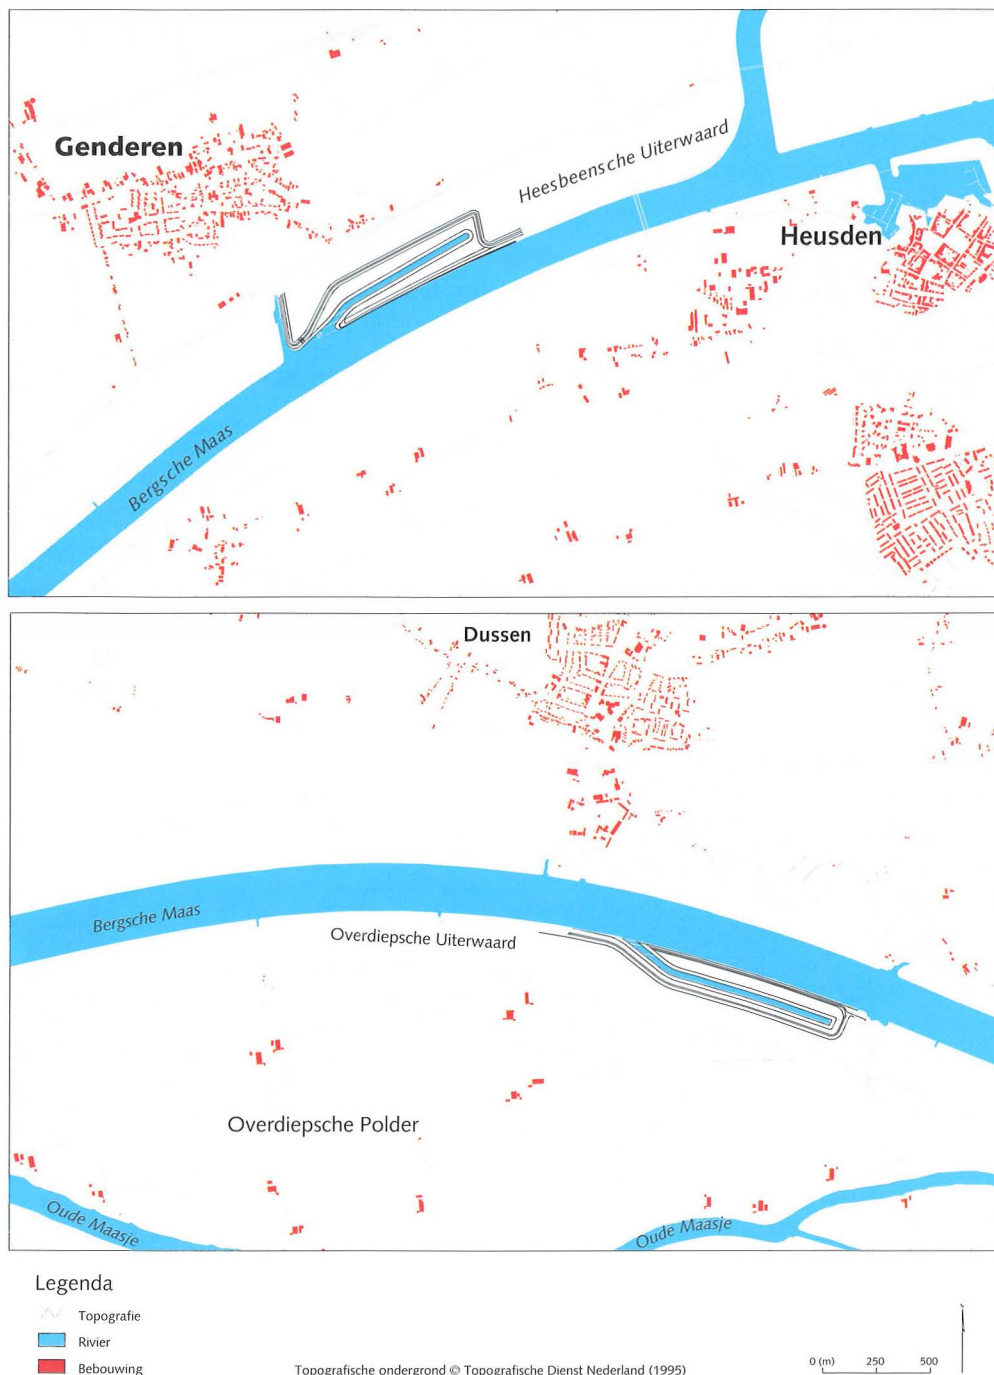 Genderen
Heesbeensche Uiterwaard
Heusden
Bergsche Maas
Dussen
Bergsche Maas
Overdiepsche Uiterwaard
Overdiepsche Polder
Oude Maasje
Oude Maasje
Legenda
Topografie
Rivier
Bebouwing
Topografische ondergrond © Topografische Dienst Nederland (1995)
0 (m) 250 500